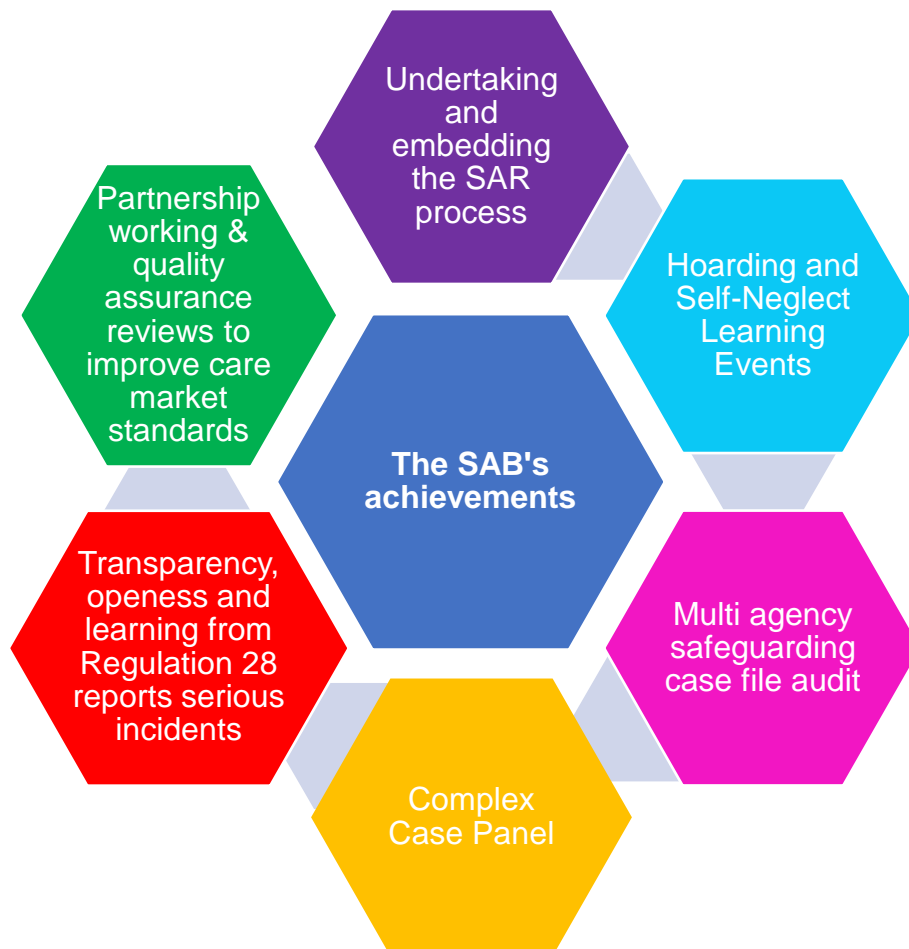 Undertaking
and
embedding
the SAR
process
Hoarding and
Self-Neglect
Learning
Events
Multi agency
safeguarding
case file audit
Complex
Case Panel
Transparency,
openess and
learning from
Regulation 28
reports serious
incidents
Partnership
working &
quality
assurance
reviews to
improve care
market
standards
The SAB's
achievements